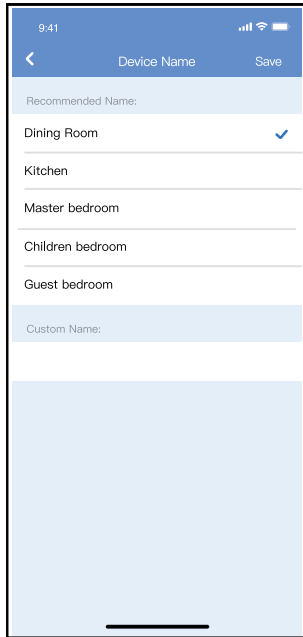 9:41
Device Name Save
Recommended Name:
Dining Room
Kitchen
Master bedroom
Children bedroom
Guest bedroom
Custom Name: